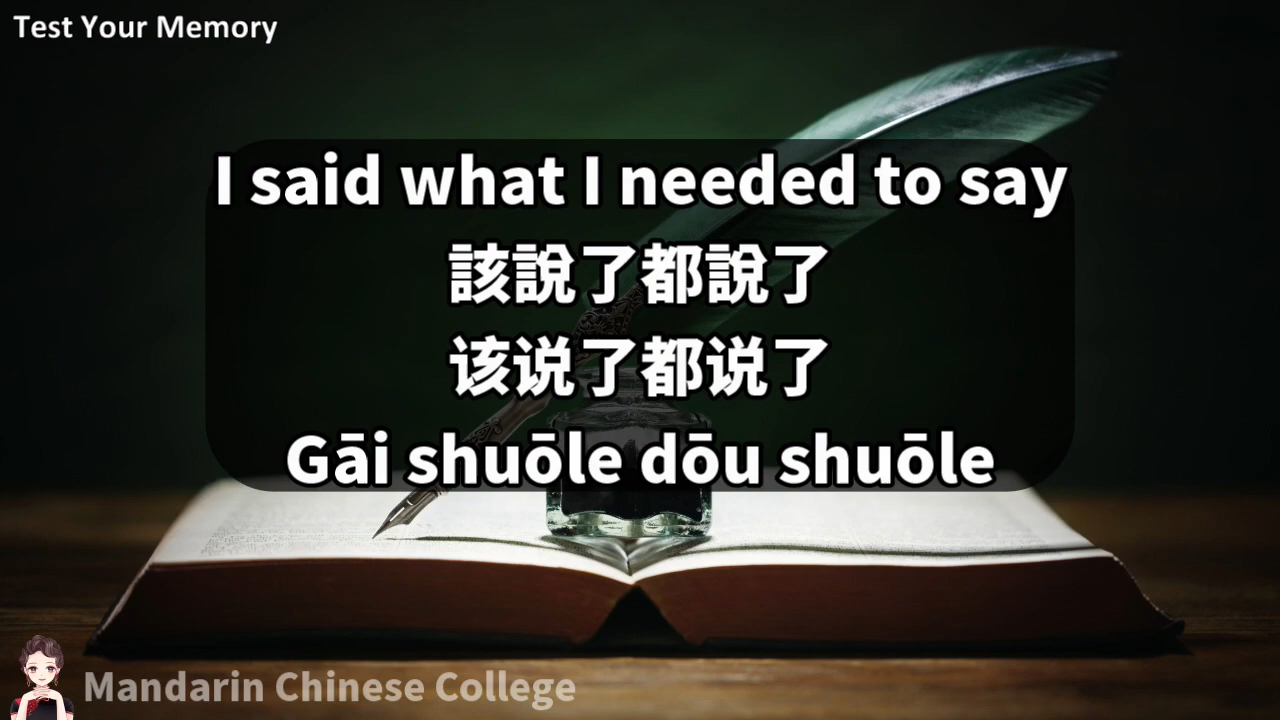 Test Your Memory
I said what I needed to say
該說了都說了
该说了都说了
Gāi shuōle dōu shuōle
Mandarin Chinese College